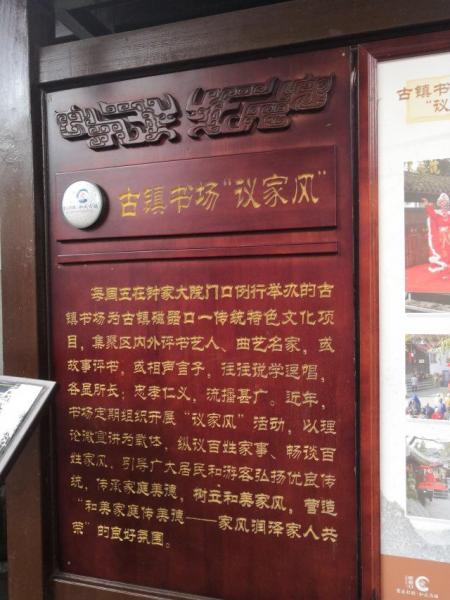 古镇书场“议家风”
每周五在钟家大院门口例行举办的古
镇书场为古镇磁器口一传统特色文化项
目，集聚区内外评书艺人、曲艺名家，或
故事评书，或相声言子，往往说学逗唱，
各显所长；忠孝仁义，流播甚广。近年，
书场定期组织开展“议家风”活动，以理
论微宣讲为载体，纵议百姓家事、畅谈百
姓家风、引导广大居民和游客弘扬优良传
统，传承家庭美德，树立和美家风，营造
“和美家庭传美德——家风润泽家人共
荣”的良好氛围。
古镇书
“议